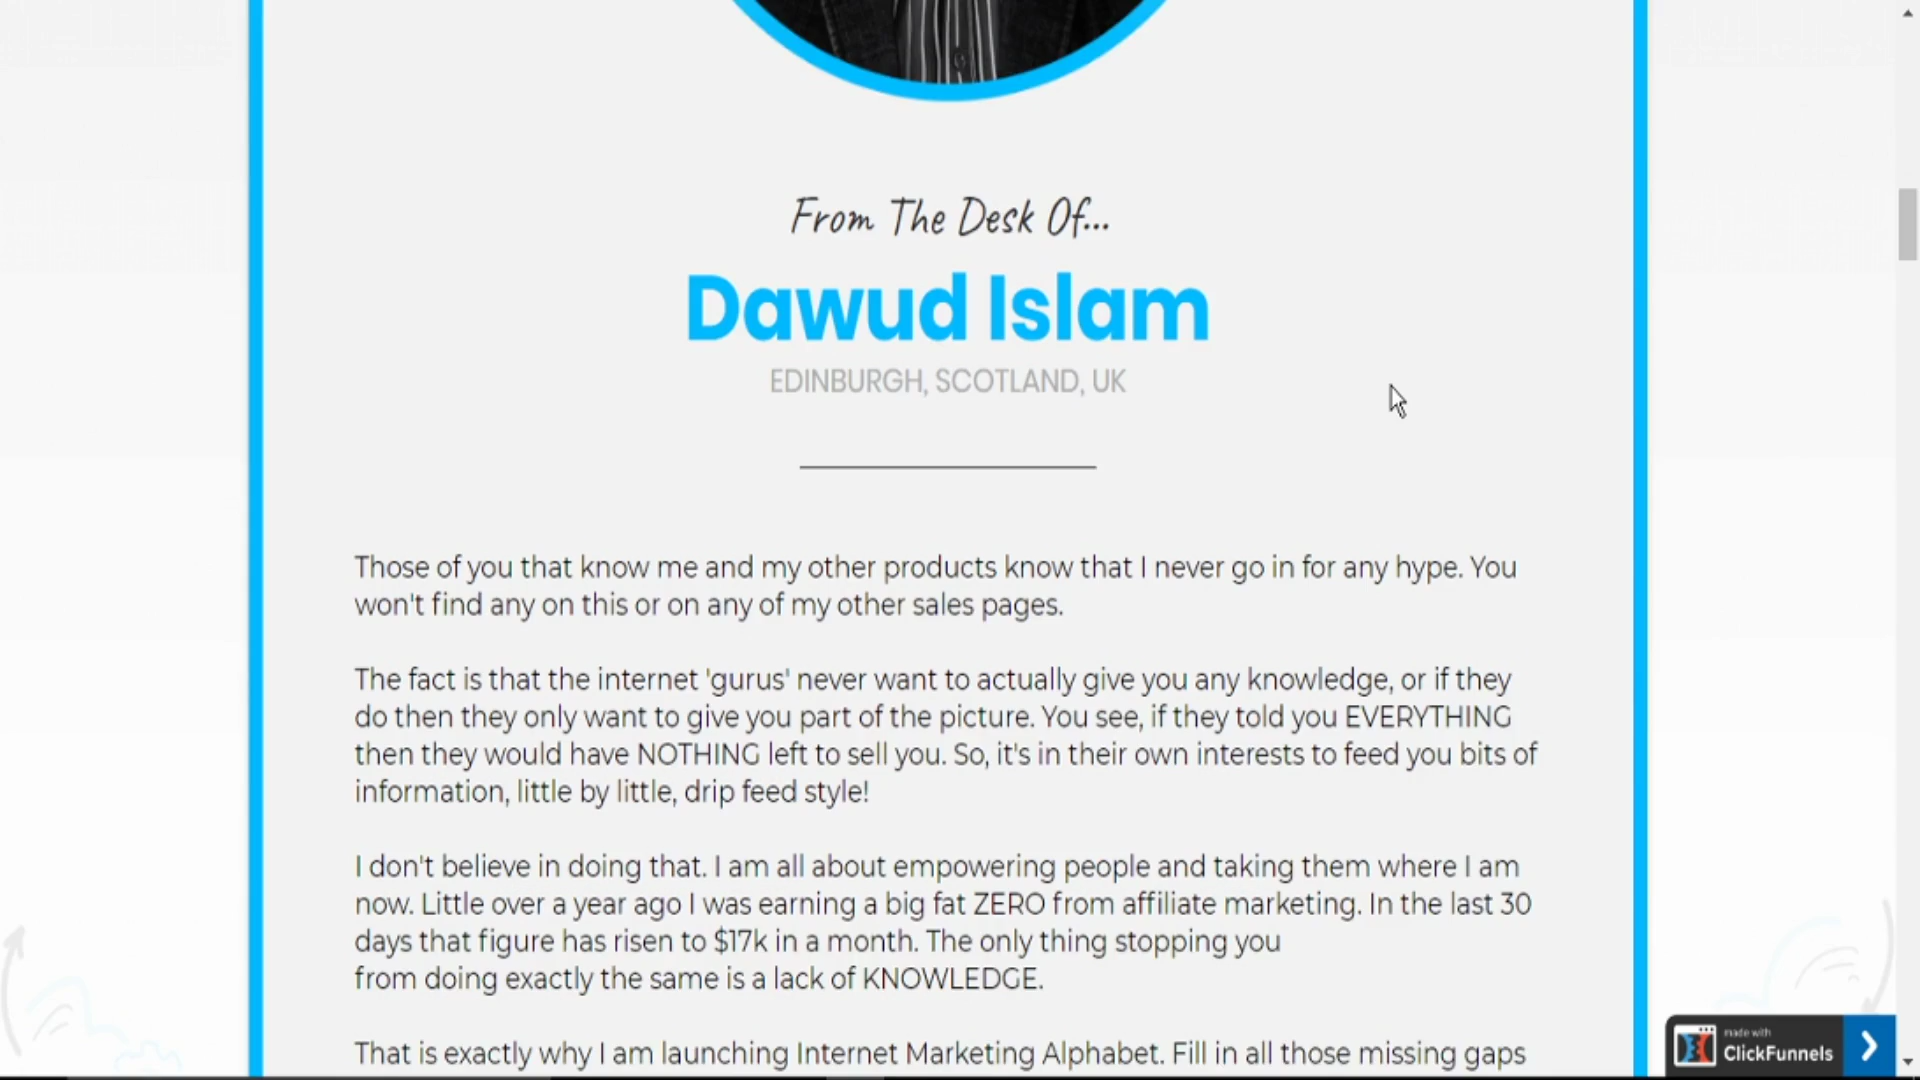 From The Desk Of...
Dawud Islam
EDINBURGH, SCOTLAND, UK
Those of you that know me and my other products know that I never go in for any hype. You
won't find any on this or on any of my other sales pages.
The fact is that the internet 'gurus' never want to actually give you any knowledge, or if they
do then they only want to give you part of the picture. You see, if they told you EVERYTHING
then they would have NOTHING left to sell you. So, it's in their own interests to feed you bits of
information, little by little, drip feed style!
I don't believe in doing that. I am all about empowering people and taking them where I am
now. Little over a year ago I was earning a big fat ZERO from affiliate marketing. In the last 30
days that figure has risen to $17k in a month. The only thing stopping you
from doing exactly the same is a lack of KNOWLEDGE.
That is exactly why I am launching Internet Marketing Alphabet. Fill in all those missing gaps
made with
ClickFunnels